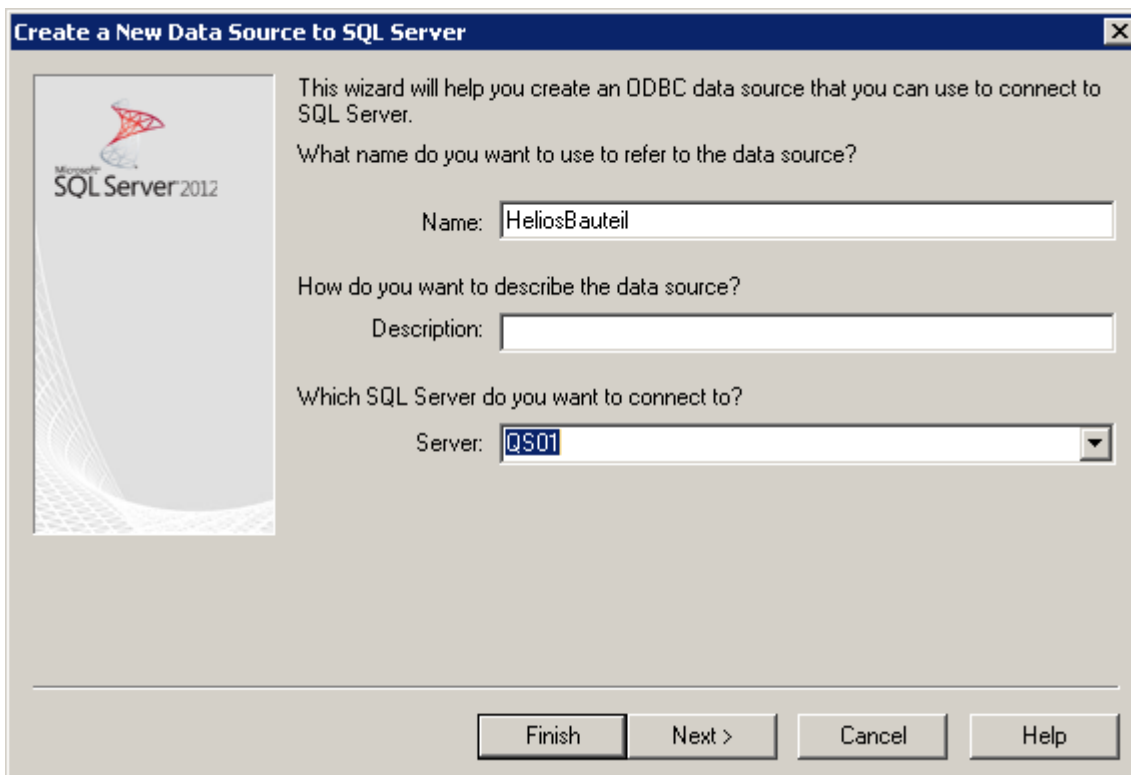 Create a New Data Source to SQL Server
Microsoft
SQL Server 2012
This wizard will help you create an ODBC data source that you can use to connect to
SQL Server.
What name do you want to use to refer to the data source?
Name: HeliosBauteil
How do you want to describe the data source?
Description:
Which SQL Server do you want to connect to?
Server: QS01
Finish Next > Cancel Help